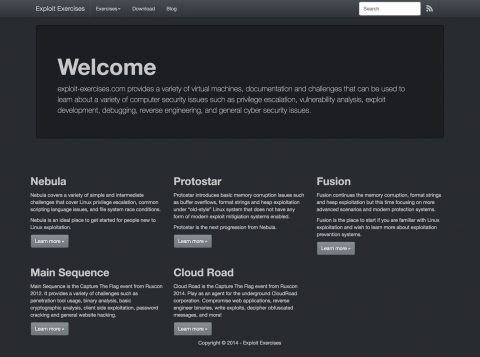 Exploit Exercises Exercises Download Blog Search
Welcome
exploit-exercises.com provides a variety of virtual machines, documentation and challenges that can be used to
learn about a variety of computer security issues such as privilege escalation, vulnerability analysis, exploit
development, debugging, reverse engineering, and general cyber security issues.
Nebula
Nebula covers a variety of simple and intermediate
challenges that cover Linux privilege escalation, common
scripting language issues, and file system race conditions.
Nebula is an ideal place to get started for people new to
Linux exploitation.
Learn more »
Protostar
Protostar introduces basic memory corruption issues such
as buffer overflows, format strings and heap exploitation
under "old-style" Linux system that does not have any
form of modern exploit mitigiation systems enabled.
Protostar is the next progression from Nebula.
Learn more »
Fusion
Fusion continues the memory corruption, format strings
and heap exploitation but this time focusing on more
advanced scenarios and modern protection systems.
Fusion is the place to start if you are familiar with Linux
exploitation and wish to learn more about exploitation
prevention systems.
Learn more »
Main Sequence
Main Sequence is the Capture The Flag event from Ruxcon
2012. It provides a variety of challenges such as
penetration tool usage, binary analysis, basic
cryptographic analysis, client side exploitation, password
cracking and general website hacking.
Learn more »
Cloud Road
Cloud Road is the Capture The Flag event from Ruxcon
2014. Play as an agent for the underground CloudRoad
corporation. Compromise web applications, reverse
engineer binaries, write exploits, decipher obfuscated
messages, and more!
Learn more »
Copyright © 2014 - Exploit Exercises